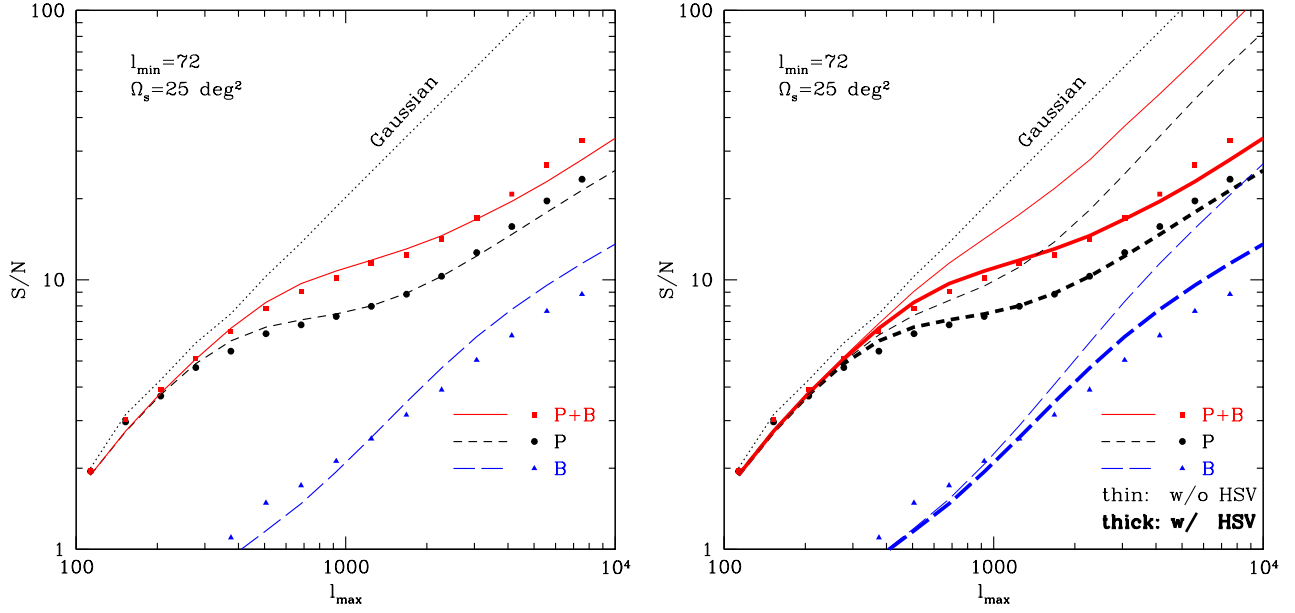 100
l_min=72
Ω_s=25 deg²
Gaussian
S/N
10
P+B
P
B
1
100
1000
10⁴
l_max
100
l_min=72
Ω_s=25 deg²
Gaussian
S/N
10
P+B
P
B
thin: w/o HSV
thick: w/ HSV
1
100
1000
10⁴
l_max